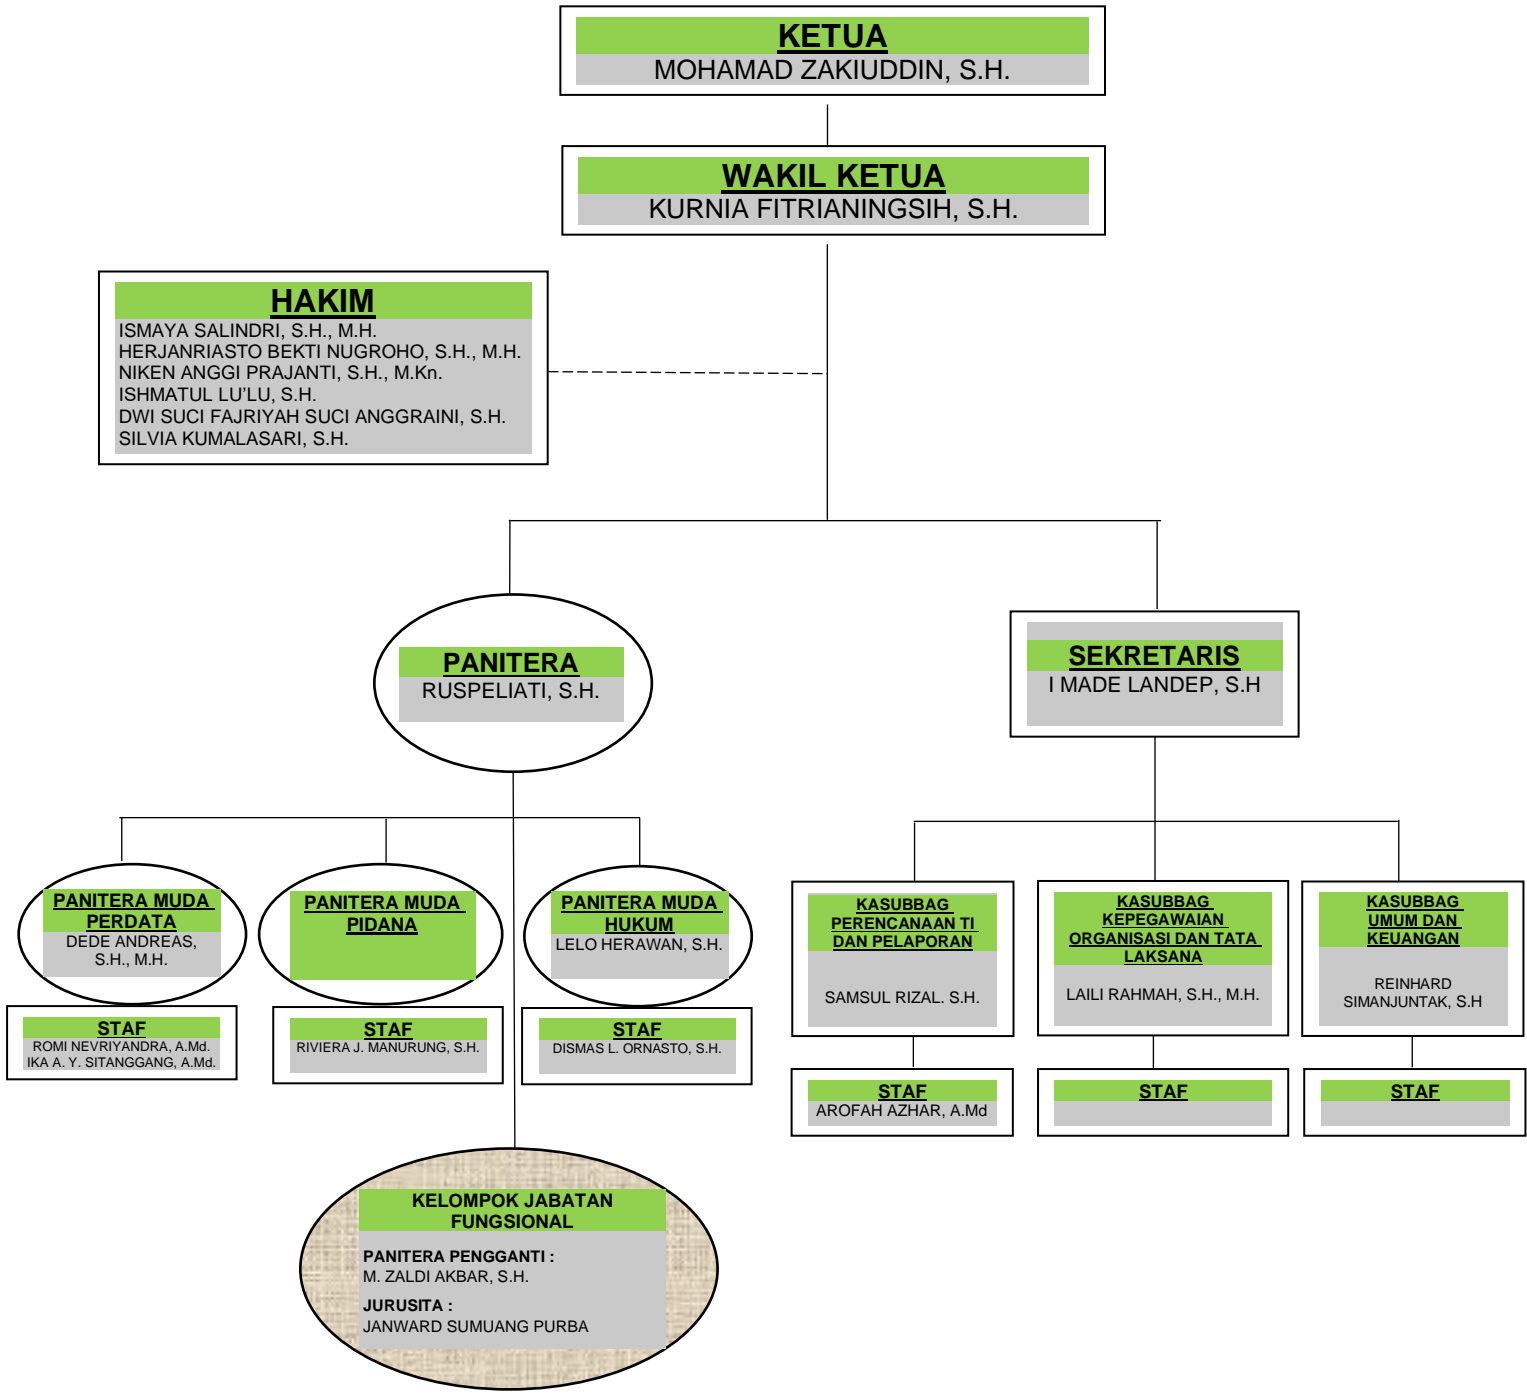 KETUA
MOHAMAD ZAKIUDDIN, S.H.
WAKIL KETUA
KURNIA FITRIANINGSIH, S.H.
HAKIM
ISMAYA SALINDRI, S.H., M.H.
HERJANRIASTO BEKTI NUGROHO, S.H., M.H.
NIKEN ANGGI PRAJANTI, S.H., M.Kn.
ISHMATUL LU’LU, S.H.
DWI SUCI FAJRIYAH SUCI ANGGRAINI, S.H.
SILVIA KUMALASARI, S.H.
PANITERA
RUSPELIATI, S.H.
SEKRETARIS
I MADE LANDEP, S.H
PANITERA MUDA
PERDATA
DEDE ANDREAS,
S.H., M.H.
PANITERA MUDA
PIDANA
PANITERA MUDA
HUKUM
LELO HERAWAN, S.H.
KASUBBAG
PERENCANAAN TI
DAN PELAPORAN
SAMSUL RIZAL. S.H.
KASUBBAG
KEPEGAWAIAN
ORGANISASI DAN TATA
LAKSANA
LAILI RAHMAH, S.H., M.H.
KASUBBAG
UMUM DAN
KEUANGAN
REINHARD
SIMANJUNTAK, S.H
STAF
ROMI NEVRIYANDRA, A.Md.
IKA A. Y. SITANGGANG, A.Md.
STAF
RIVIERA J. MANURUNG, S.H.
STAF
DISMAS L. ORNASTO, S.H.
STAF
AROFAH AZHAR, A.Md
STAF
STAF
KELOMPOK JABATAN
FUNGSIONAL
PANITERA PENGGANTI :
M. ZALDI AKBAR, S.H.
JURUSITA :
JANWARD SUMUANG PURBA